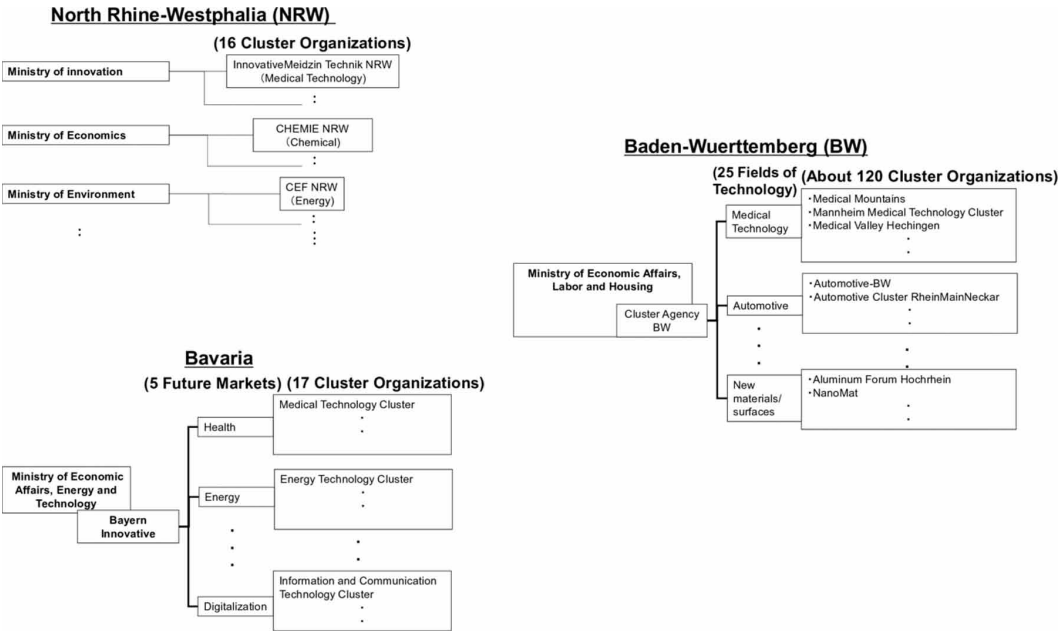 North Rhine-Westphalia (NRW)
(16 Cluster Organizations)
Ministry of innovation
InnovativeMeidzin Technik NRW
(Medical Technology)
Ministry of Economics
CHEMIE NRW
(Chemical)
Ministry of Environment
CEF NRW
(Energy)
Baden-Wuerttemberg (BW)
(25 Fields of
Technology)
(About 120 Cluster Organizations)
Medical
Technology
・Medical Mountains
・Mannheim Medical Technology Cluster
・Medical Valley Hechingen
Ministry of Economic Affairs,
Labor and Housing
Cluster Agency
BW
Automotive
・Automotive-BW
・Automotive Cluster RheinMainNeckar
New
materials/
surfaces
・Aluminum Forum Hochrhein
・NanoMat
Bavaria
(5 Future Markets) (17 Cluster Organizations)
Health
Medical Technology Cluster
Ministry of Economic
Affairs, Energy and
Technology
Bayern
Innovative
Energy
Energy Technology Cluster
Digitalization
Information and Communication
Technology Cluster